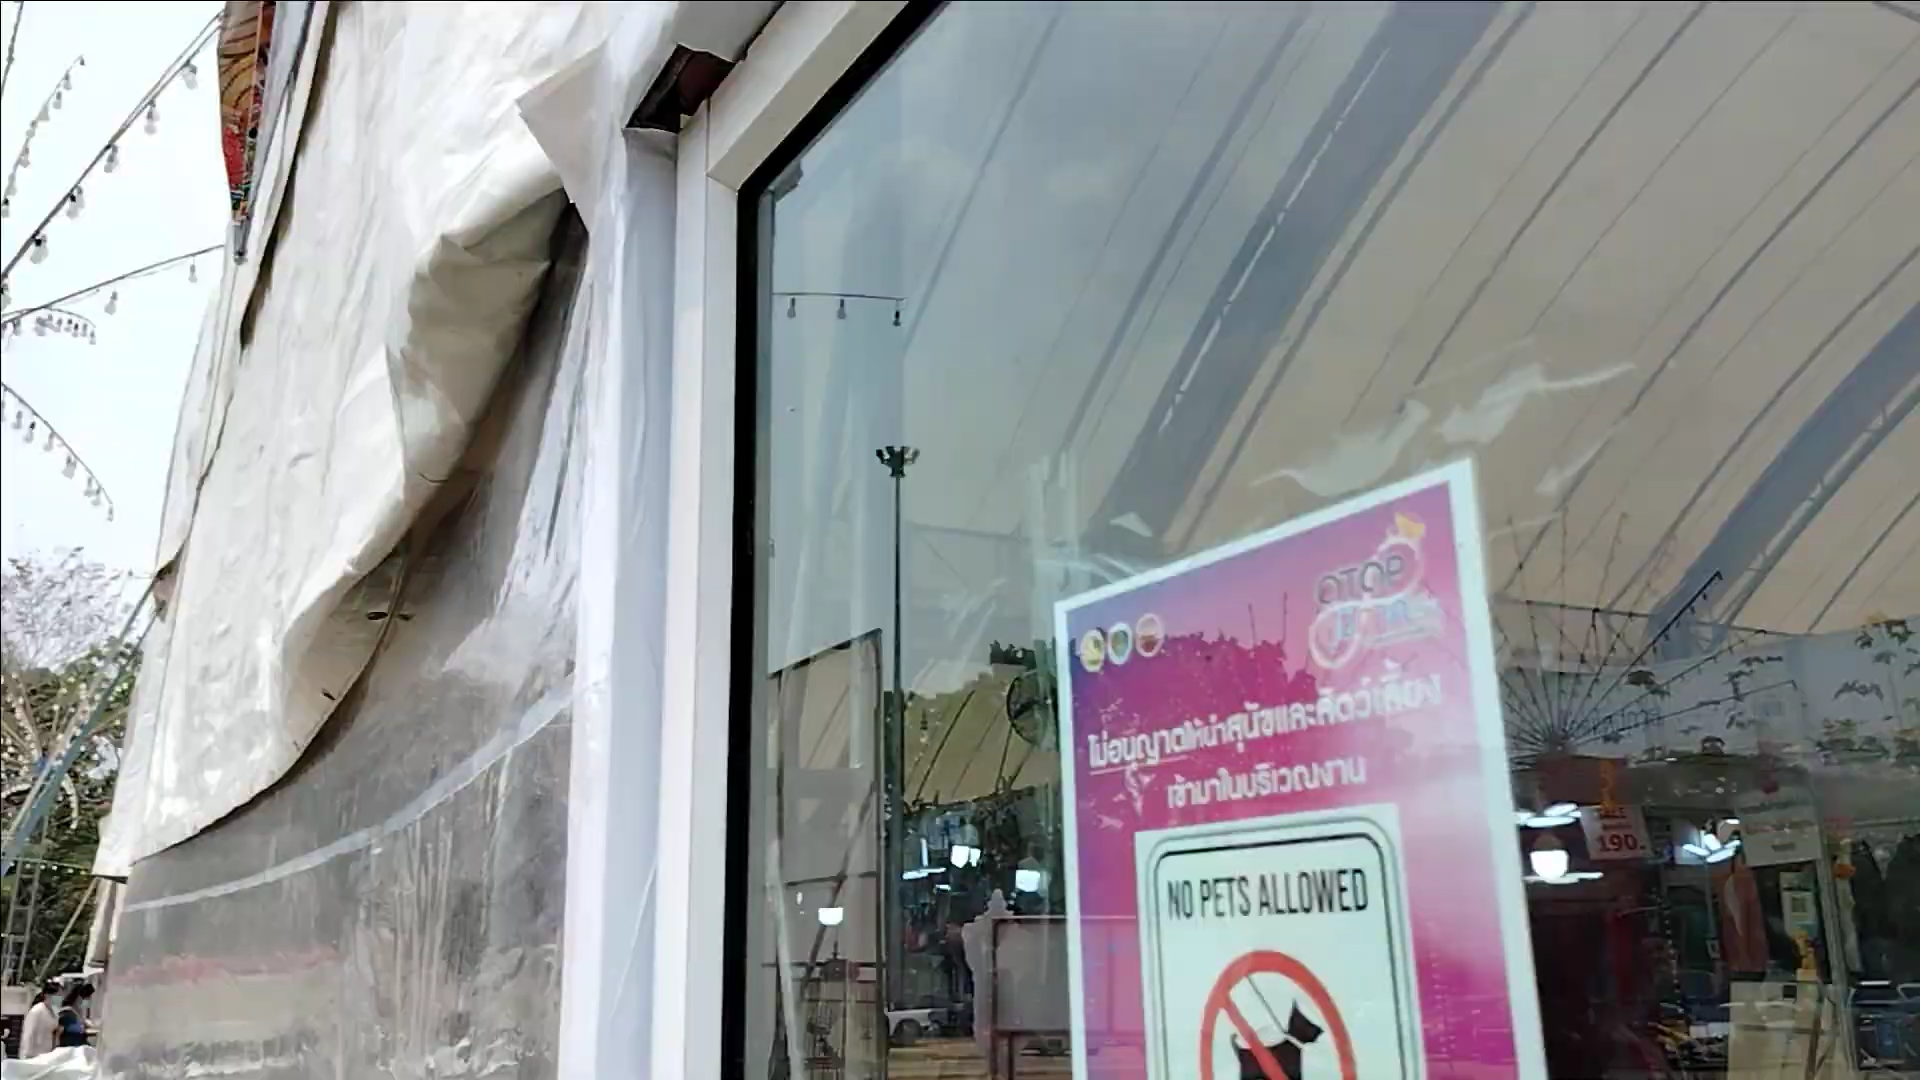 OTOP
ไม่อนุญาตให้นำสุนัขและสัตว์เลี้ยง
เข้ามาในบริเวณงาน
NO PETS ALLOWED
SALE
190.